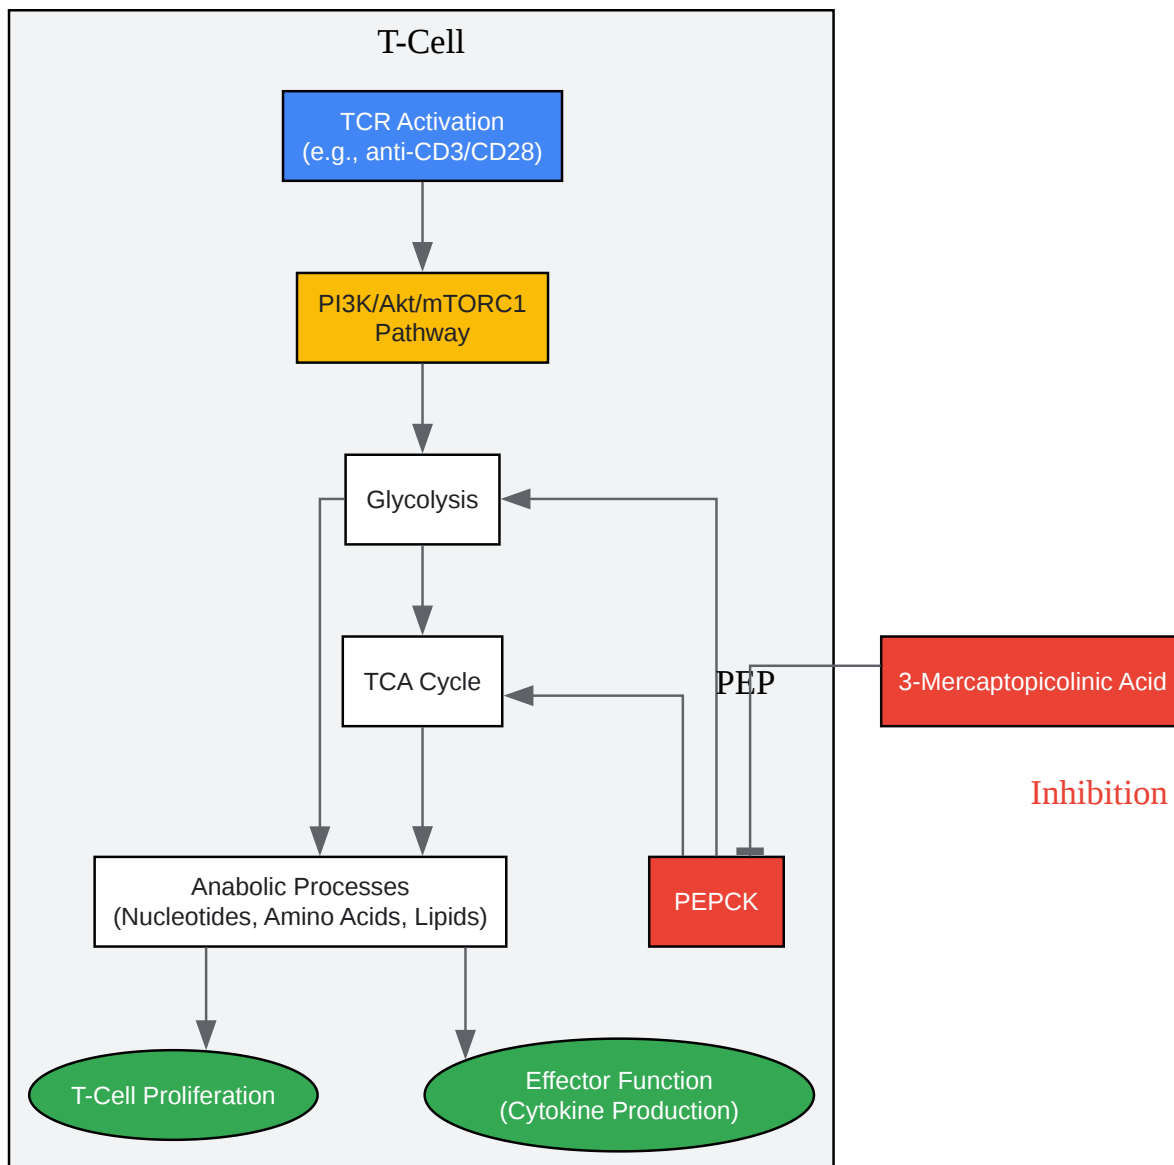 T-Cell
TCR Activation
(e.g., anti-CD3/CD28)
PI3K/Akt/mTORC1
Pathway
Glycolysis
TCA Cycle
PEP
3-Mercaptopicolinic Acid
Inhibition
Anabolic Processes
(Nucleotides, Amino Acids, Lipids)
PEPCK
T-Cell Proliferation
Effector Function
(Cytokine Production)